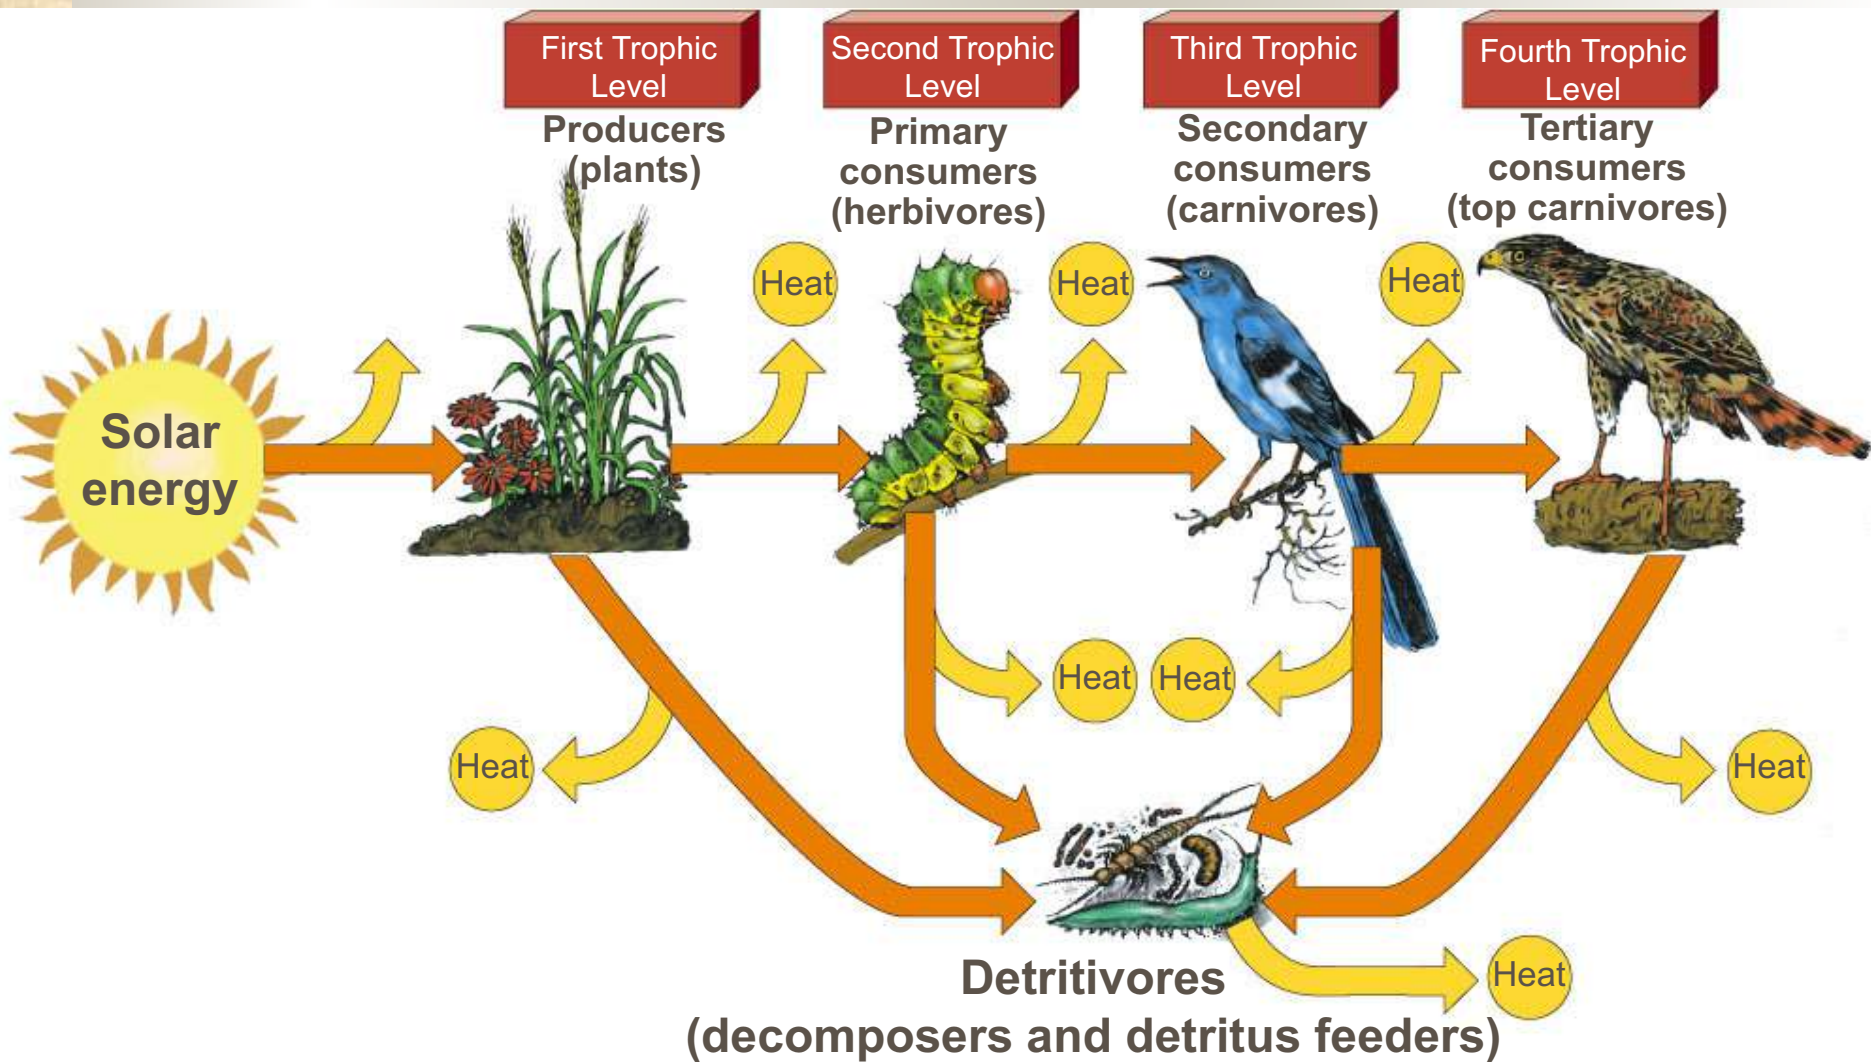 First Trophic
Level
Second Trophic
Level
Third Trophic
Level
Fourth Trophic
Level
Producers
(plants)
Primary
consumers
(herbivores)
Secondary
consumers
(carnivores)
Tertiary
consumers
(top carnivores)
Heat
Heat
Heat
Solar
energy
Heat
Heat
Heat
Heat
Detritivores
(decomposers and detritus feeders)
Heat